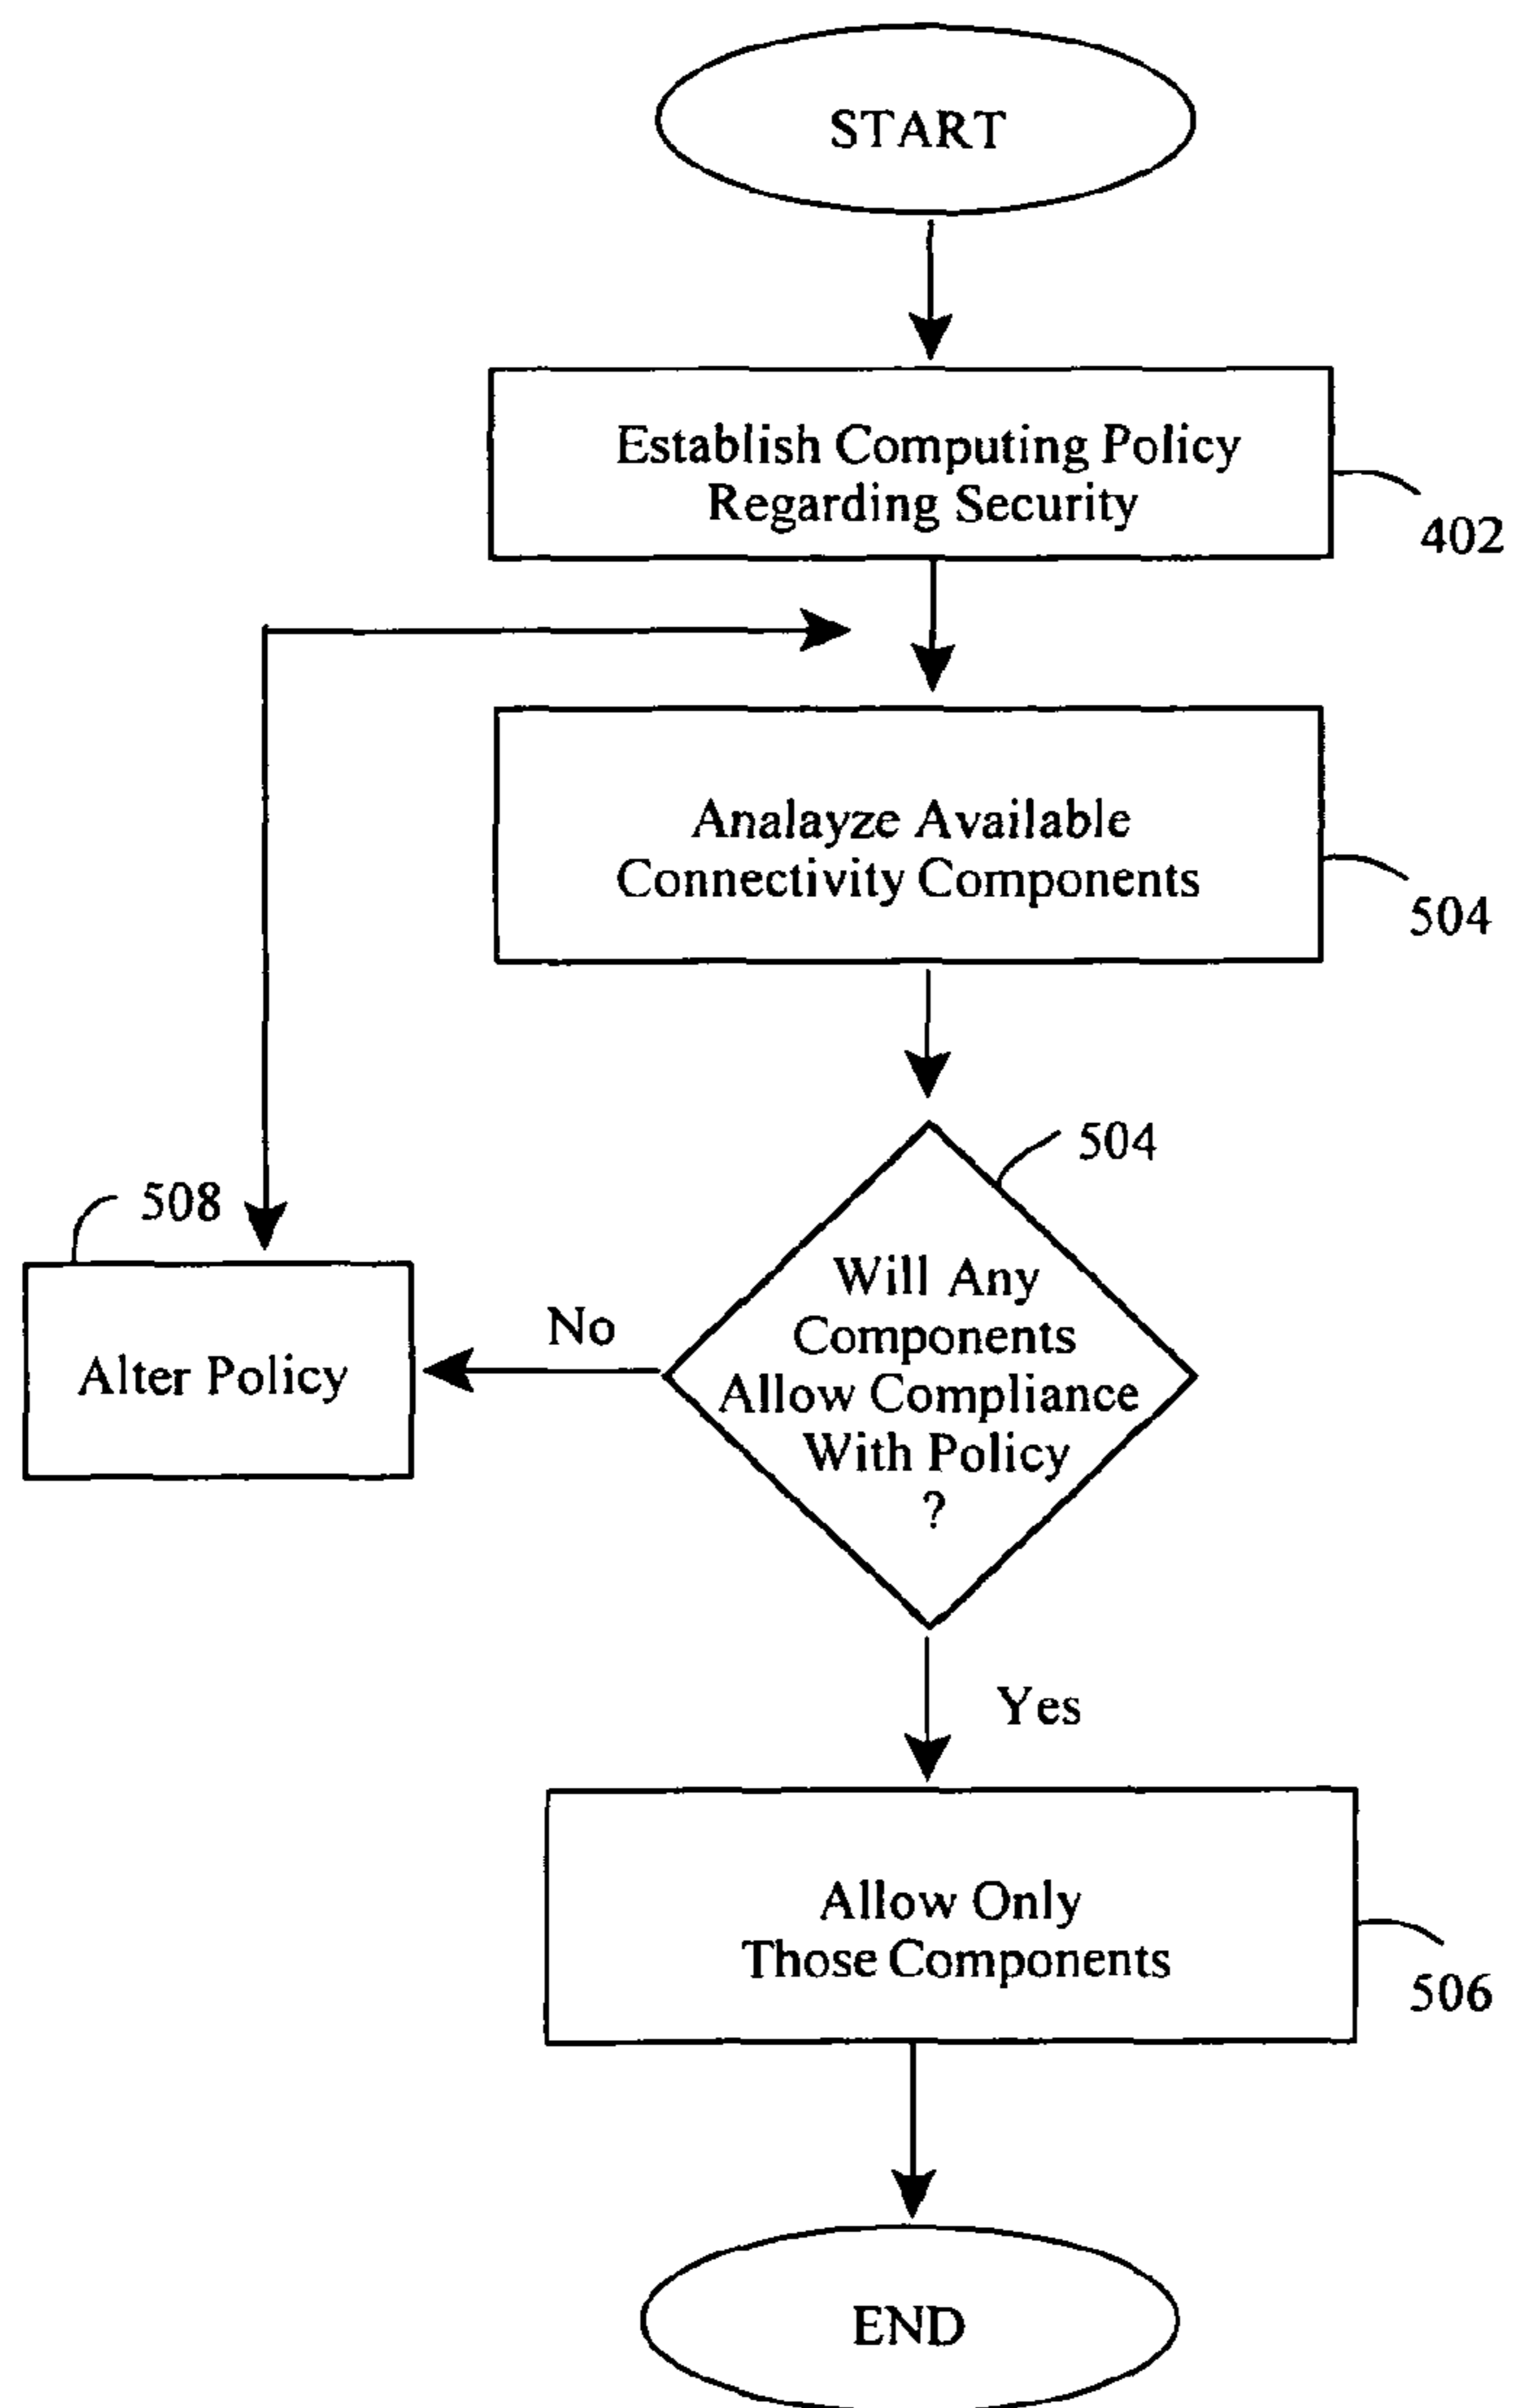 START
Establish Computing Policy
Regarding Security
402
Analayze Available
Connectivity Components
504
504
Will Any
Components
Allow Compliance
With Policy
?
No
508
Alter Policy
Yes
Allow Only
Those Components
506
END